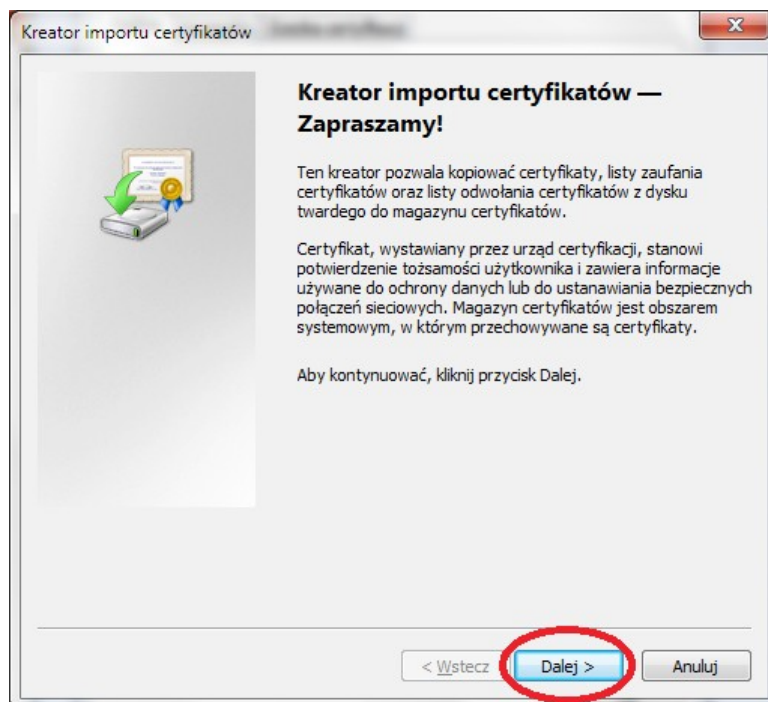 Kreator importu certyfikatów
Kreator importu certyfikatów —
Zapraszamy!
Ten kreator pozwala kopiować certyfikaty, listy zaufania
certyfikatów oraz listy odwołania certyfikatów z dysku
twardego do magazynu certyfikatów.
Certyfikat, wystawiany przez urząd certyfikacji, stanowi
potwierdzenie tożsamości użytkownika i zawiera informacje
używane do ochrony danych lub do ustanawiania bezpiecznych
połączeń sieciowych. Magazyn certyfikatów jest obszarem
systemowym, w którym przechowywane są certyfikaty.
Aby kontynuować, kliknij przycisk Dalej.
< Wstecz Dalej > Anuluj